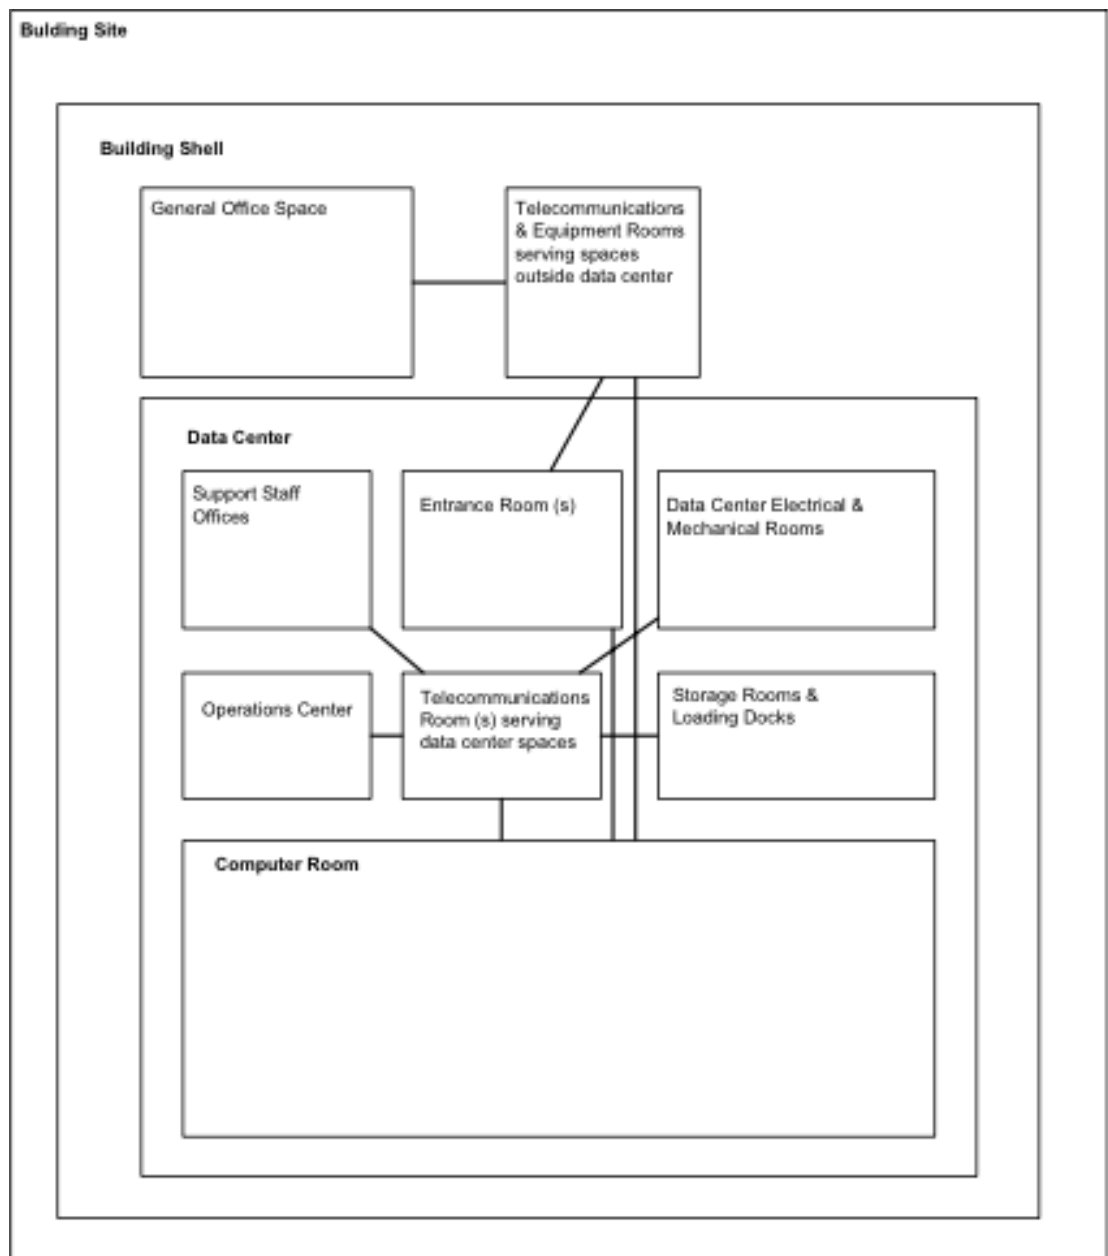 Bulding Site
Building Shell
General Office Space
Telecommunications
& Equipment Rooms
serving spaces
outside data center
Data Center
Support Staff
Offices
Entrance Room (s)
Data Center Electrical &
Mechanical Rooms
Operations Center
Telecommunications
Room (s) serving
data center spaces
Storage Rooms &
Loading Docks
Computer Room